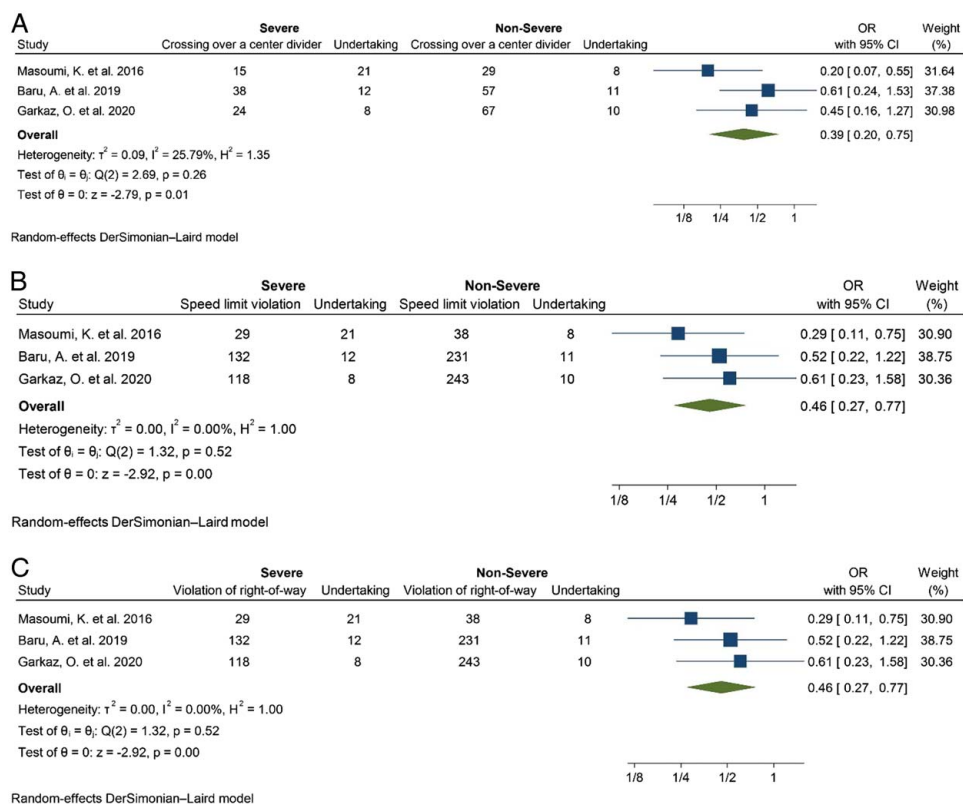 A
Severe Non-Severe OR Weight
Study Crossing over a center divider Undertaking Crossing over a center divider Undertaking with 95% CI (%)
Masoumi, K. et al. 2016 15 21 29 8 0.20 [ 0.07, 0.55] 31.64
Baru, A. et al. 2019 38 12 57 11 0.61 [ 0.24, 1.53] 37.38
Garkaz, O. et al. 2020 24 8 67 10 0.45 [ 0.16, 1.27] 30.98
Overall 0.39 [ 0.20, 0.75]
Heterogeneity: τ² = 0.09, I² = 25.79%, H² = 1.35
Test of θᵢ = θⱼ: Q(2) = 2.69, p = 0.26
Test of θ = 0: z = -2.79, p = 0.01
1/8 1/4 1/2 1
Random-effects DerSimonian–Laird model
B
Severe Non-Severe OR Weight
Study Speed limit violation Undertaking Speed limit violation Undertaking with 95% CI (%)
Masoumi, K. et al. 2016 29 21 38 8 0.29 [ 0.11, 0.75] 30.90
Baru, A. et al. 2019 132 12 231 11 0.52 [ 0.22, 1.22] 38.75
Garkaz, O. et al. 2020 118 8 243 10 0.61 [ 0.23, 1.58] 30.36
Overall 0.46 [ 0.27, 0.77]
Heterogeneity: τ² = 0.00, I² = 0.00%, H² = 1.00
Test of θᵢ = θⱼ: Q(2) = 1.32, p = 0.52
Test of θ = 0: z = -2.92, p = 0.00
1/8 1/4 1/2 1
Random-effects DerSimonian–Laird model
C
Severe Non-Severe OR Weight
Study Violation of right-of-way Undertaking Violation of right-of-way Undertaking with 95% CI (%)
Masoumi, K. et al. 2016 29 21 38 8 0.29 [ 0.11, 0.75] 30.90
Baru, A. et al. 2019 132 12 231 11 0.52 [ 0.22, 1.22] 38.75
Garkaz, O. et al. 2020 118 8 243 10 0.61 [ 0.23, 1.58] 30.36
Overall 0.46 [ 0.27, 0.77]
Heterogeneity: τ² = 0.00, I² = 0.00%, H² = 1.00
Test of θᵢ = θⱼ: Q(2) = 1.32, p = 0.52
Test of θ = 0: z = -2.92, p = 0.00
1/8 1/4 1/2 1
Random-effects DerSimonian–Laird model